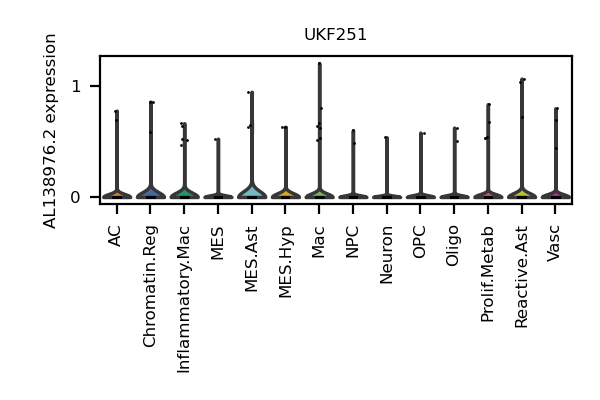 UKF251
AL138976.2 expression
1
0
AC
Chromatin.Reg
Inflammatory.Mac
MES
MES.Ast
MES.Hyp
Mac
NPC
Neuron
OPC
Oligo
Prolif.Metab
Reactive.Ast
Vasc